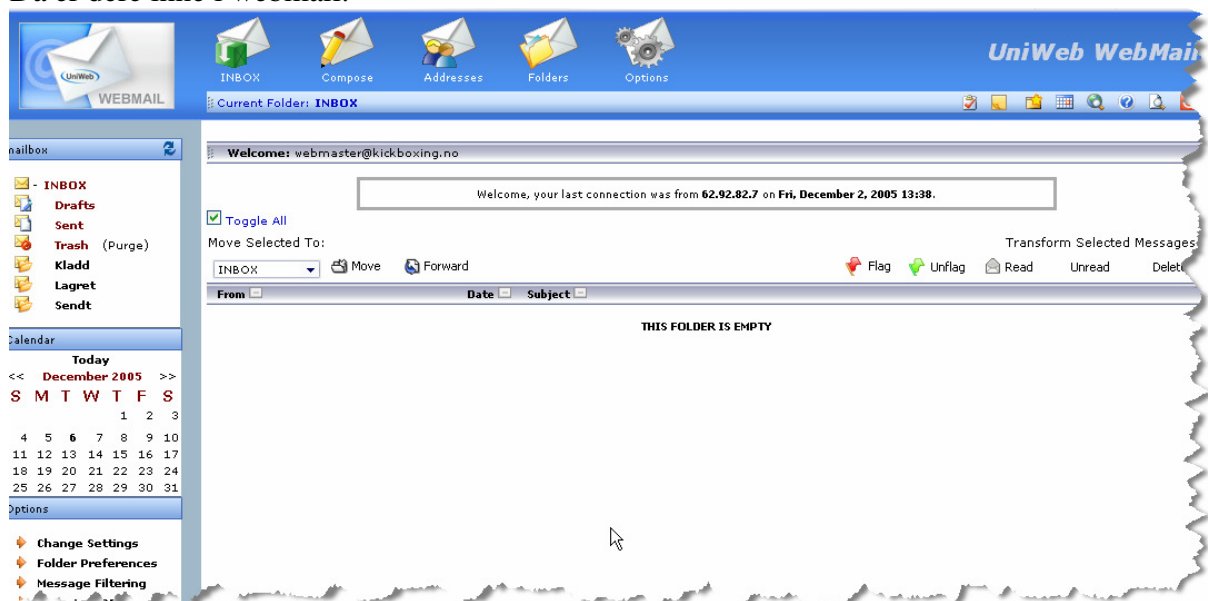 UniWeb
WEBMAIL
INBOX Compose Addresses Folders Options
UniWeb WebMail
Current Folder: INBOX
mailbox
Welcome: webmaster@kickboxing.no
Welcome, your last connection was from 62.92.82.7 on Fri, December 2, 2005 13:38.
- INBOX
Drafts
Sent
Trash (Purge)
Kladd
Lagret
Sendt
Toggle All
Move Selected To:
Transform Selected Messages
INBOX Move Forward
Flag Unflag Read Unread Delete
From Date Subject
THIS FOLDER IS EMPTY
Calendar
Today
<< December 2005 >>
S M T W T F S
1 2 3
4 5 6 7 8 9 10
11 12 13 14 15 16 17
18 19 20 21 22 23 24
25 26 27 28 29 30 31
Options
Change Settings
Folder Preferences
Message Filtering